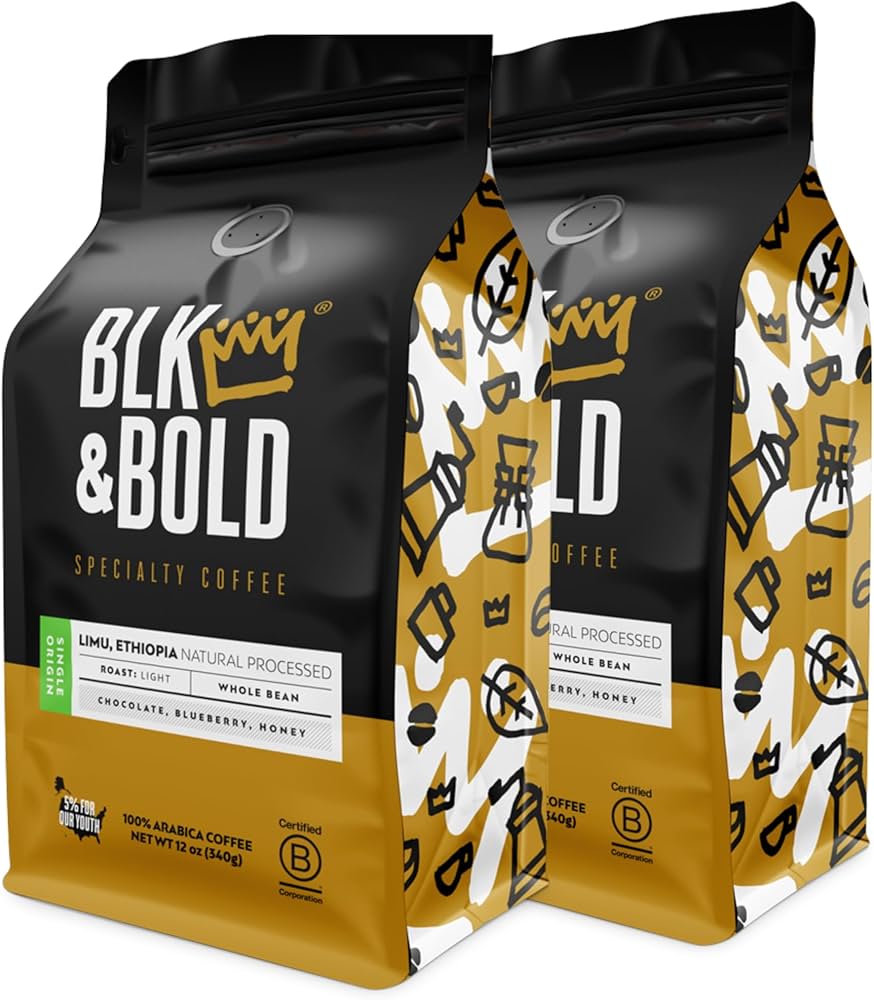 BLK
®
&BOLD
SPECIALTY COFFEE
SINGLE
ORIGIN
LIMU, ETHIOPIA NATURAL PROCESSED
ROAST: LIGHT
WHOLE BEAN
CHOCOLATE, BLUEBERRY, HONEY
5% FOR
OUR YOUTH
100% ARABICA COFFEE
NET WT 12 oz (340g)
Certified
B
Corporation
®
LD
OFFEE
RAL PROCESSED
WHOLE BEAN
ERRY, HONEY
COFFEE
340g)
Certified
B
Corporation